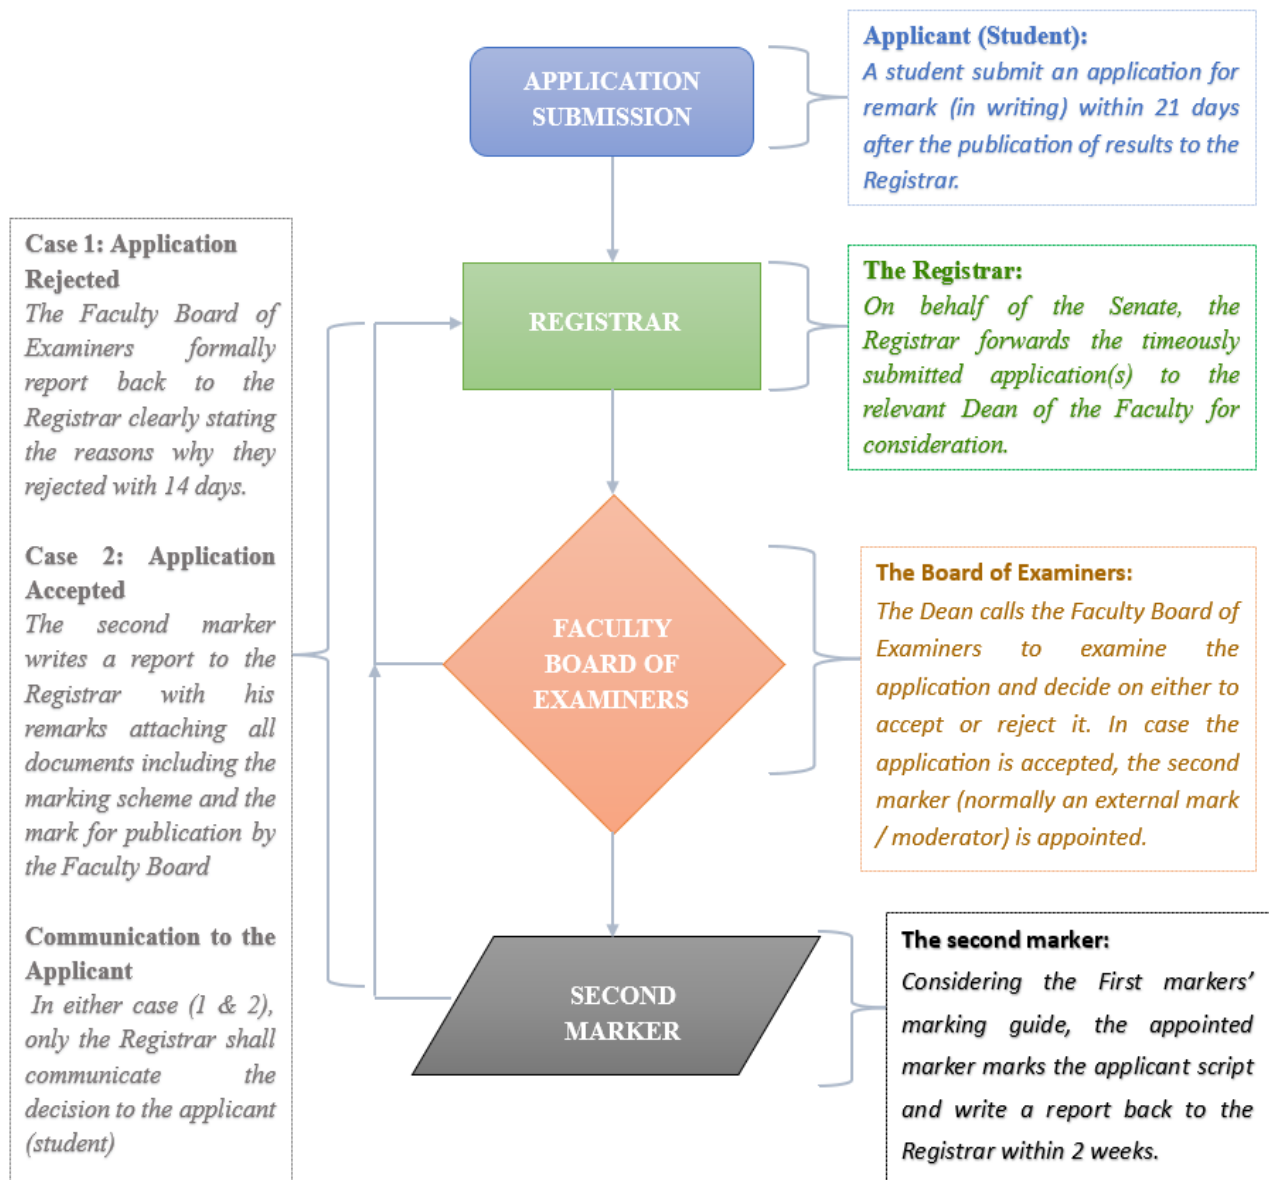 APPLICATION
SUBMISSION
Applicant (Student):
A student submit an application for
remark (in writing) within 21 days
after the publication of results to the
Registrar.
REGISTRAR
The Registrar:
On behalf of the Senate, the
Registrar forwards the timeously
submitted application(s) to the
relevant Dean of the Faculty for
consideration.
Case 1: Application
Rejected
The Faculty Board of
Examiners formally
report back to the
Registrar clearly stating
the reasons why they
rejected with 14 days.
Case 2: Application
Accepted
The second marker
writes a report to the
Registrar with his
remarks attaching all
documents including the
marking scheme and the
mark for publication by
the Faculty Board
Communication to the
Applicant
In either case (1 & 2),
only the Registrar shall
communicate the
decision to the applicant
(student)
FACULTY
BOARD OF
EXAMINERS
The Board of Examiners:
The Dean calls the Faculty Board of
Examiners to examine the
application and decide on either to
accept or reject it. In case the
application is accepted, the second
marker (normally an external mark
/ moderator) is appointed.
SECOND
MARKER
The second marker:
Considering the First markers’
marking guide, the appointed
marker marks the applicant script
and write a report back to the
Registrar within 2 weeks.